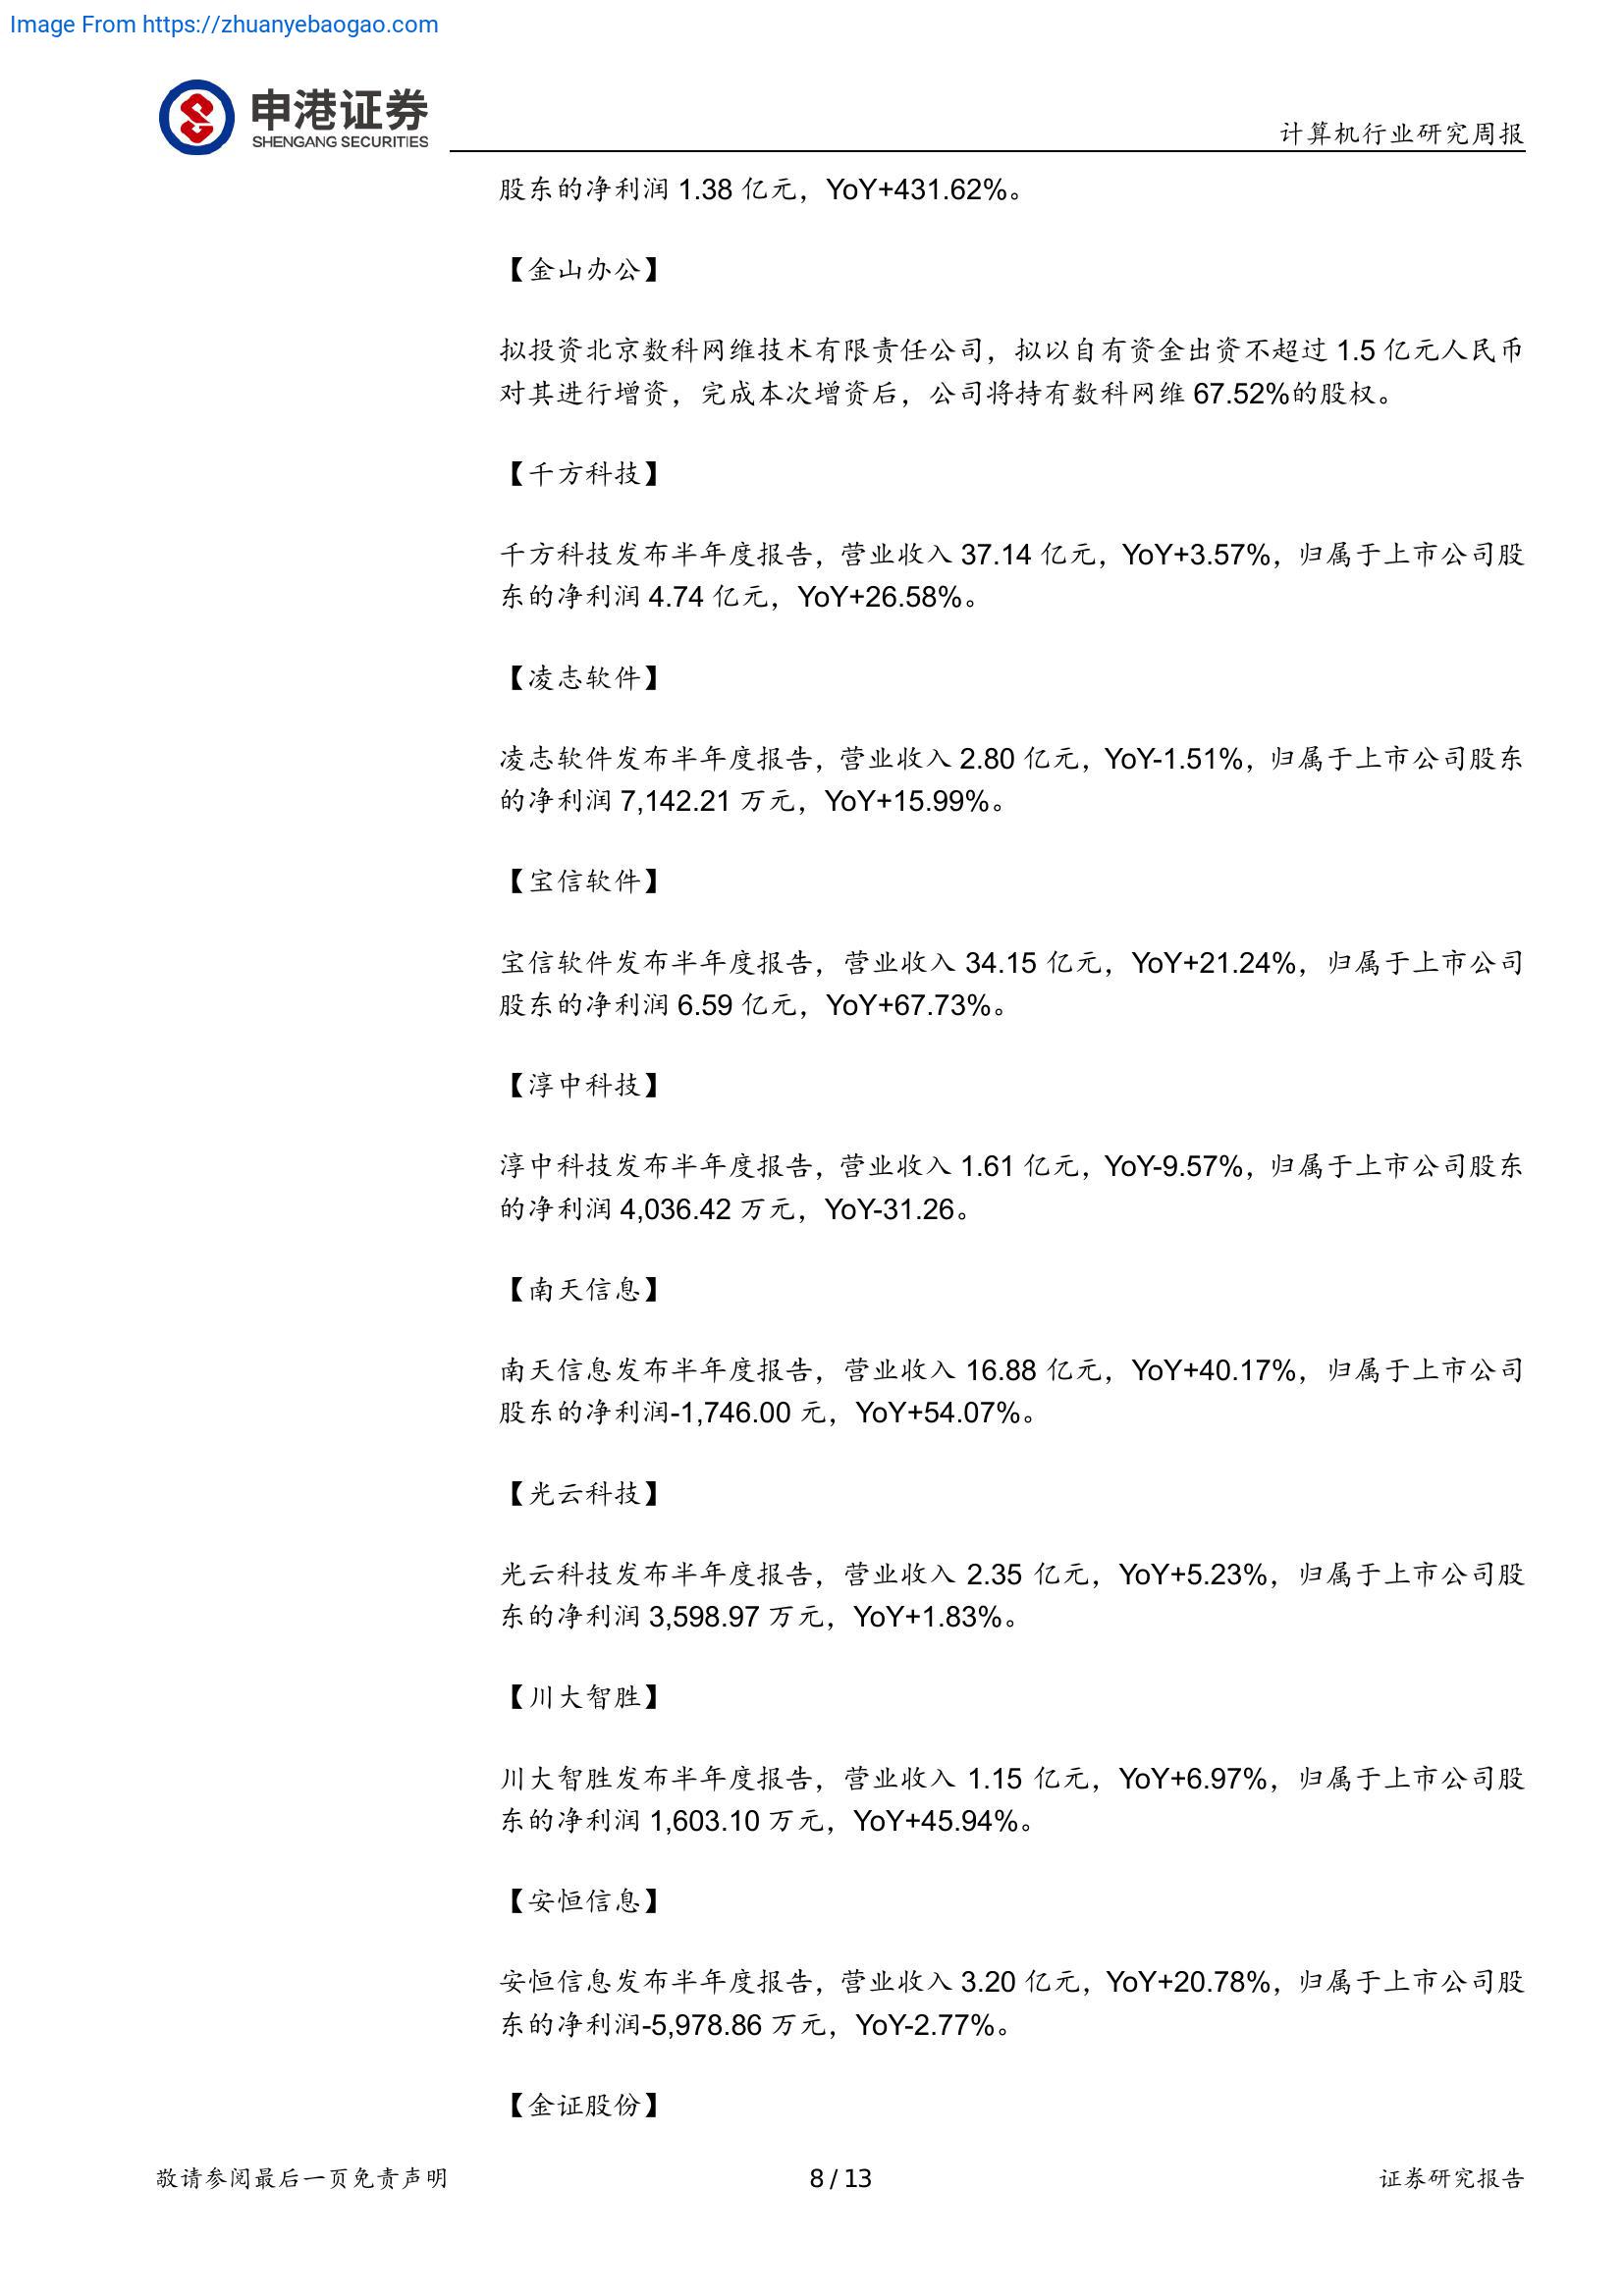 Image From https://zhuanyebaogao.com
申港证券
SHENGANG SECURITIES
计算机行业研究周报
股东的净利润 1.38 亿元，YoY+431.62%。
【金山办公】
拟投资北京数科网维技术有限责任公司，拟以自有资金出资不超过 1.5 亿元人民币
对其进行增资，完成本次增资后，公司将持有数科网维 67.52%的股权。
【千方科技】
千方科技发布半年度报告，营业收入 37.14 亿元，YoY+3.57%，归属于上市公司股
东的净利润 4.74 亿元，YoY+26.58%。
【凌志软件】
凌志软件发布半年度报告，营业收入 2.80 亿元，YoY-1.51%，归属于上市公司股东
的净利润 7,142.21 万元，YoY+15.99%。
【宝信软件】
宝信软件发布半年度报告，营业收入 34.15 亿元，YoY+21.24%，归属于上市公司
股东的净利润 6.59 亿元，YoY+67.73%。
【淳中科技】
淳中科技发布半年度报告，营业收入 1.61 亿元，YoY-9.57%，归属于上市公司股东
的净利润 4,036.42 万元，YoY-31.26。
【南天信息】
南天信息发布半年度报告，营业收入 16.88 亿元，YoY+40.17%，归属于上市公司
股东的净利润-1,746.00 元，YoY+54.07%。
【光云科技】
光云科技发布半年度报告，营业收入 2.35 亿元，YoY+5.23%，归属于上市公司股
东的净利润 3,598.97 万元，YoY+1.83%。
【川大智胜】
川大智胜发布半年度报告，营业收入 1.15 亿元，YoY+6.97%，归属于上市公司股
东的净利润 1,603.10 万元，YoY+45.94%。
【安恒信息】
安恒信息发布半年度报告，营业收入 3.20 亿元，YoY+20.78%，归属于上市公司股
东的净利润-5,978.86 万元，YoY-2.77%。
【金证股份】
敬请参阅最后一页免责声明
8 / 13
证券研究报告